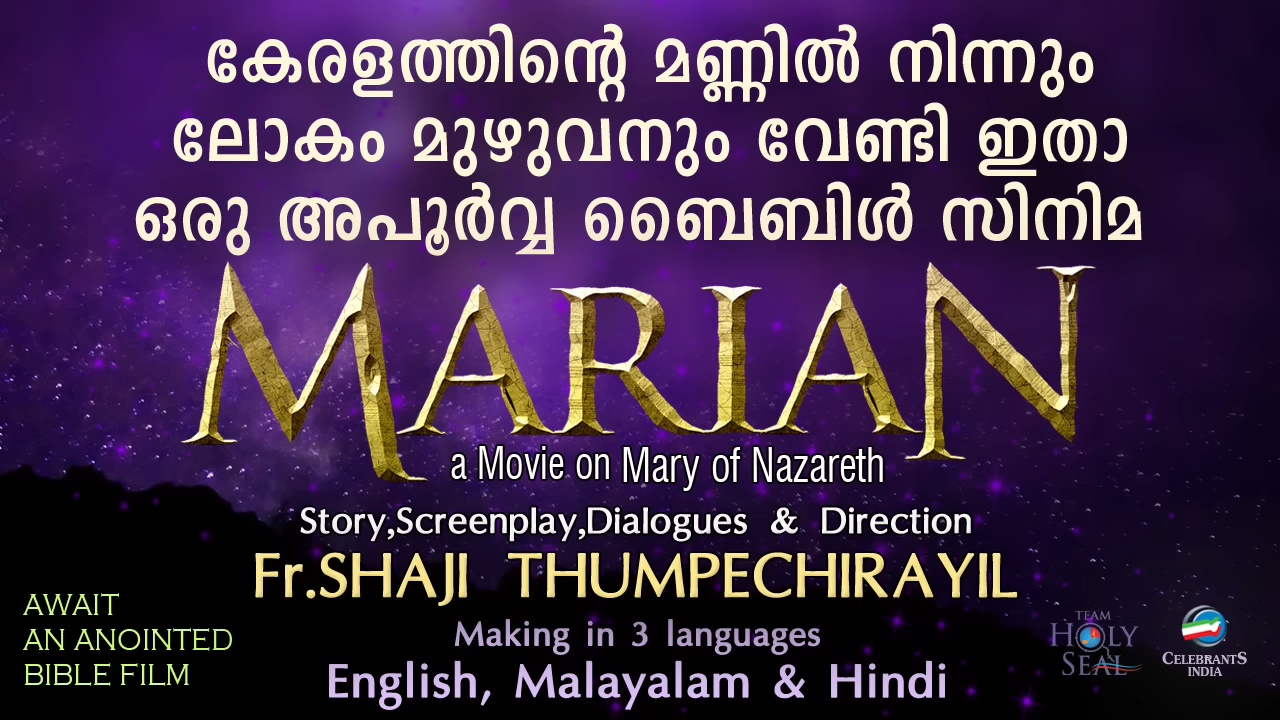 കേരളത്തിന്റെ മണ്ണിൽ നിന്നും
ലോകം മുഴുവനും വേണ്ടി ഇതാ
ഒരു അപൂർവ്വ ബൈബിൾ സിനിമ
MARIAN
a Movie on Mary of Nazareth
Story,Screenplay,Dialogues & Direction
Fr.SHAJI THUMPECHIRAYIL
Making in 3 languages
English, Malayalam & Hindi
AWAIT
AN ANOINTED
BIBLE FILM
TEAM
HOLY
SEAL
CELEBRANTS
INDIA